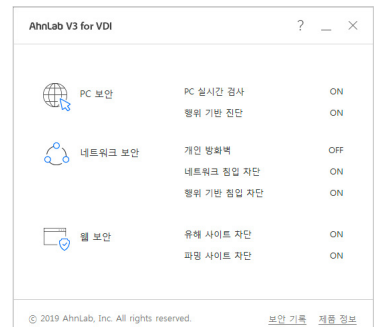 AhnLab V3 for VDI
PC 보안
PC 실시간 검사 ON
행위 기반 진단 ON
네트워크 보안
개인 방화벽 OFF
네트워크 침입 차단 ON
행위 기반 침입 차단 ON
웹 보안
유해 사이트 차단 ON
파밍 사이트 차단 ON
© 2019 AhnLab, Inc. All rights reserved. 보안 기록 제품 정보